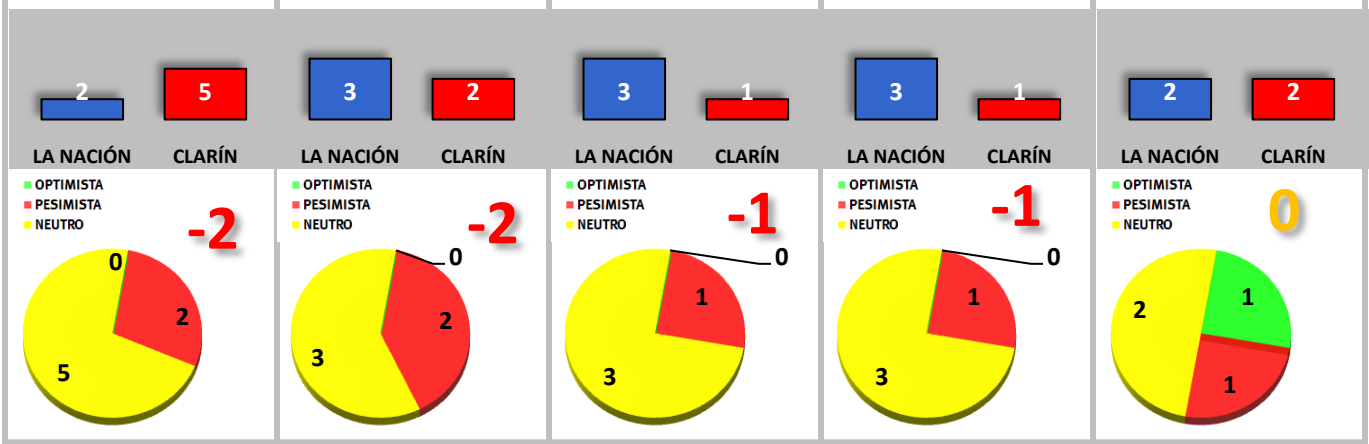 2 5
LA NACIÓN CLARÍN
OPTIMISTA
PESIMISTA
NEUTRO
-2
0
2
5
3 2
LA NACIÓN CLARÍN
OPTIMISTA
PESIMISTA
NEUTRO
-2
0
2
3
3 1
LA NACIÓN CLARÍN
OPTIMISTA
PESIMISTA
NEUTRO
-1
0
1
3
3 1
LA NACIÓN CLARÍN
OPTIMISTA
PESIMISTA
NEUTRO
-1
0
1
3
2 2
LA NACIÓN CLARÍN
OPTIMISTA
PESIMISTA
NEUTRO
0
1
2
1